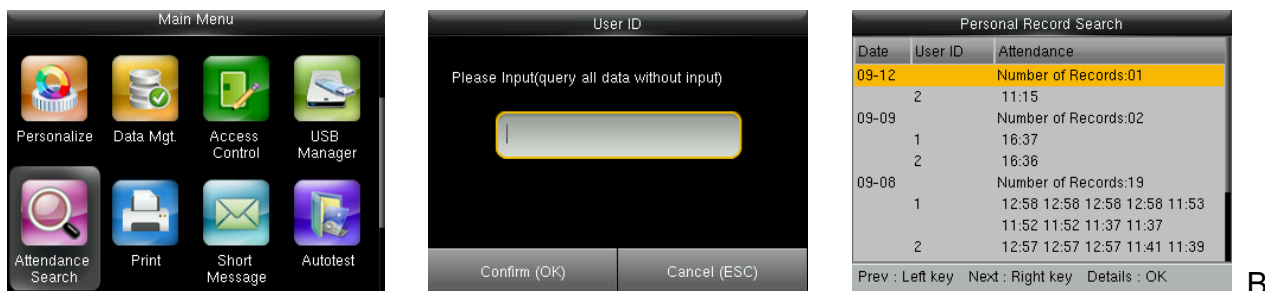 Main Menu
Personalize
Data Mgt.
Access Control
USB Manager
Attendance Search
Print
Short Message
Autotest
User ID
Please Input(query all data without input)
Confirm (OK)
Cancel (ESC)
Personal Record Search
Date User ID Attendance
09-12 Number of Records:01
2 11:15
09-09 Number of Records:02
1 16:37
2 16:36
09-08 Number of Records:19
1 12:58 12:58 12:58 12:58 11:53
11:52 11:52 11:37 11:37
2 12:57 12:57 12:57 11:41 11:39
Prev : Left key Next : Right key Details : OK